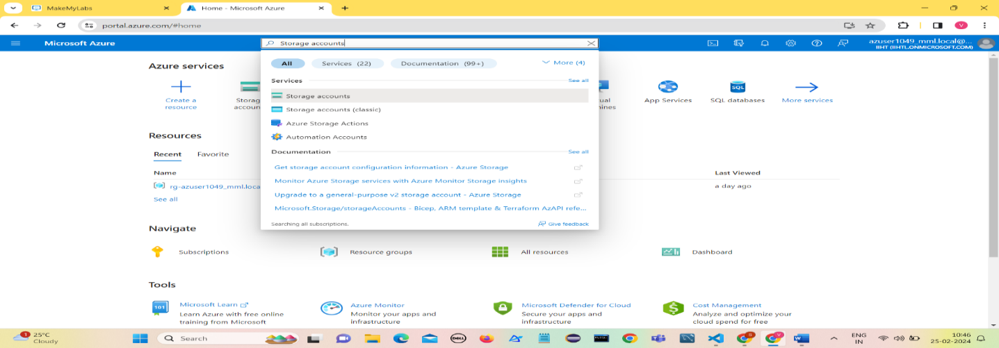 MakeMyLabs
Home - Microsoft Azure
portal.azure.com/#home
V
Microsoft Azure
Storage accounts
azuser1049_mml.local@...
IIHT (IIHTL.ONMICROSOFT.COM)
Azure services
All
Services (22)
Documentation (99+)
More (4)
Services
See all
Create a
resource
Storag
accoun
Storage accounts
Storage accounts (classic)
Azure Storage Actions
Automation Accounts
ual
hines
App Services
SQL
SQL databases
More services
Resources
Recent
Favorite
Documentation
See all
Name
Last Viewed
rg-azuser1049_mml.loca
a day ago
See all
Get storage account configuration information - Azure Storage
Monitor Azure Storage services with Azure Monitor Storage insights
Upgrade to a general-purpose v2 storage account - Azure Storage
Microsoft.Storage/storageAccounts - Bicep, ARM template & Terraform AzAPI refe...
Searching all subscriptions.
Give feedback
Navigate
Subscriptions
Resource groups
All resources
Dashboard
Tools
101
Microsoft Learn
Learn Azure with free online
training from Microsoft
Azure Monitor
Monitor your apps and
infrastructure
Microsoft Defender for Cloud
Secure your apps and
infrastructure
$
Cost Management
Analyze and optimize your
cloud spend for free
1
25°C
Cloudy
Search
DELL
S
V
ENG
IN
10:46
25-02-2024